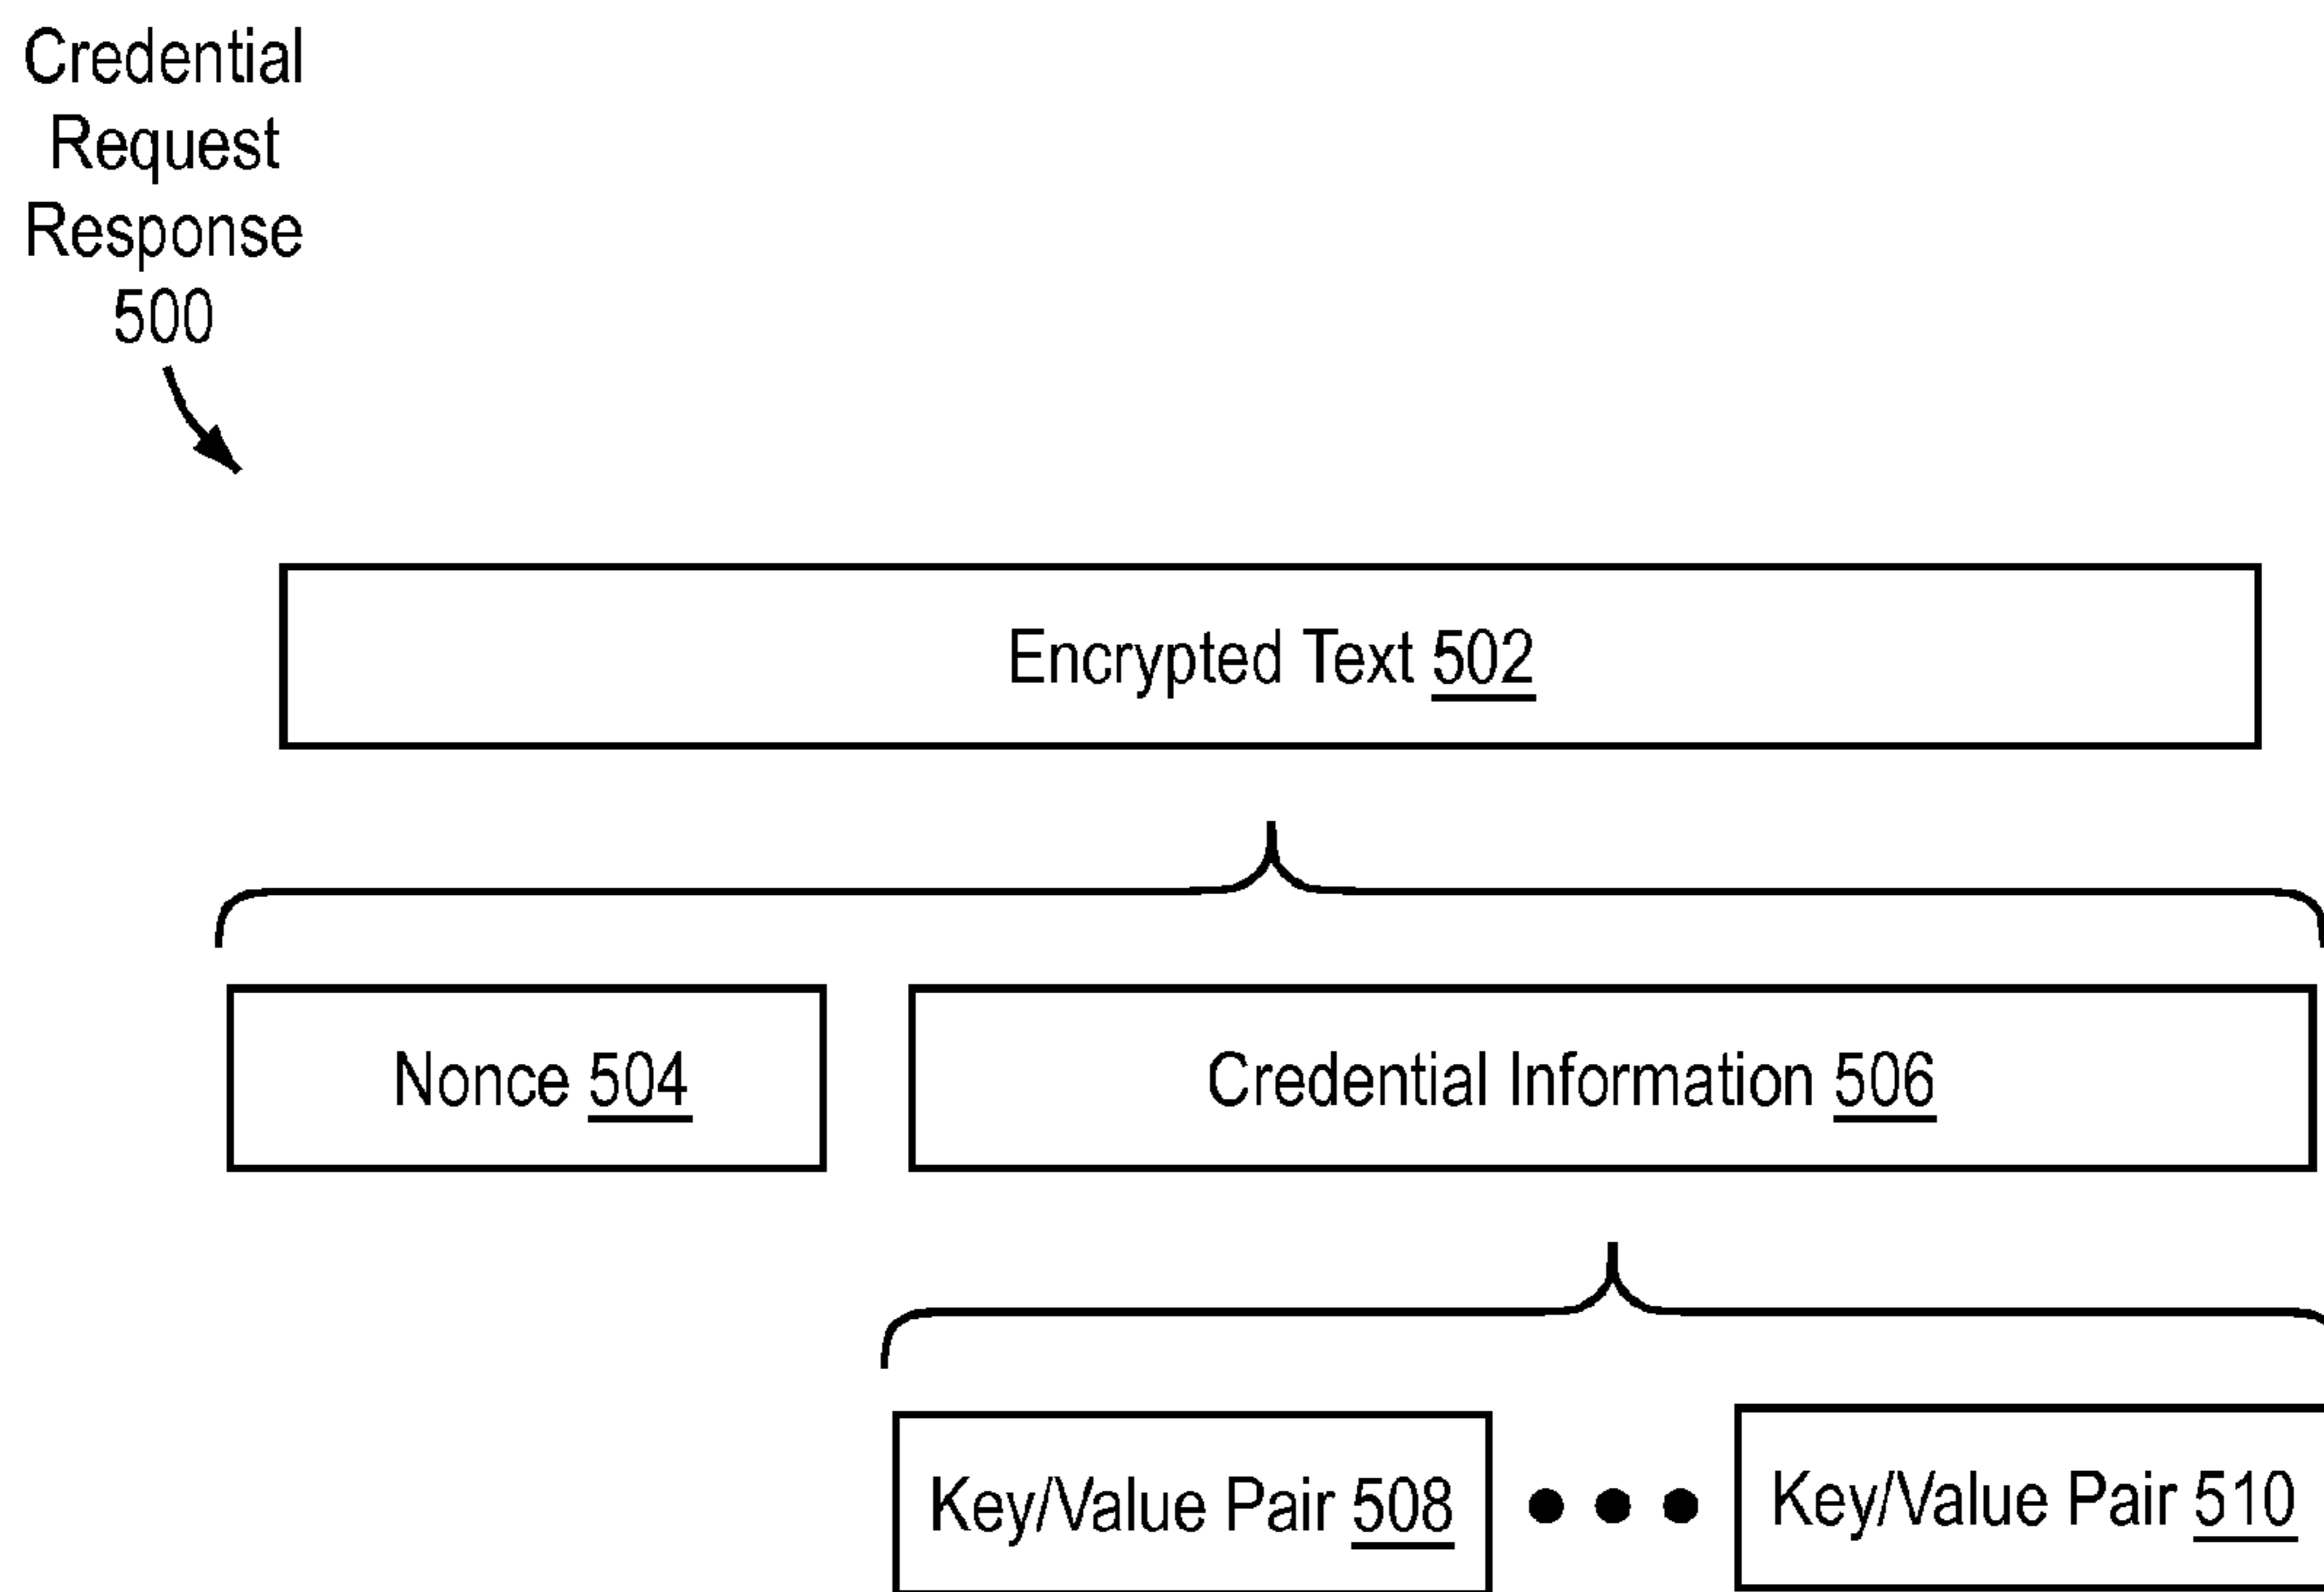 Credential
Request
Response
500
Encrypted Text 502
Nonce 504
Credential Information 506
Key/Value Pair 508
Key/Value Pair 510